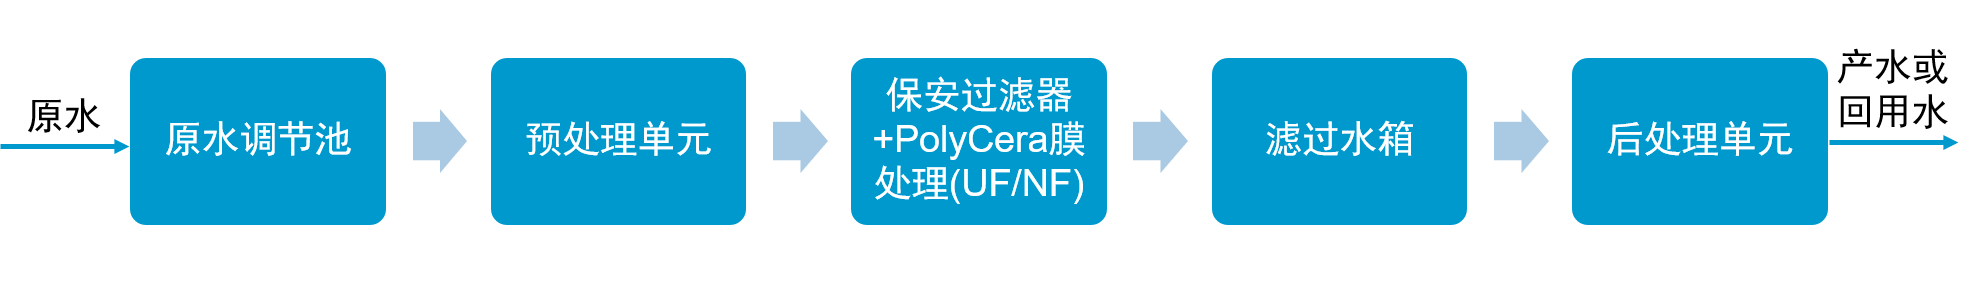 原水
原水调节池
预处理单元
保安过滤器
+PolyCera膜
处理(UF/NF)
滤过水箱
后处理单元
产水或
回用水